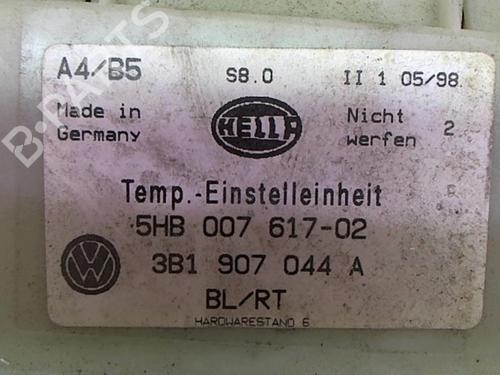 A4/B5 S8.0 II 1 05/98
Made in Germany
HELLA
Nicht werfen 2
Temp.-Einstelleinheit
5HB 007 617-02
3B1 907 044 A
BL/RT
HARDWARESTAND 6
B-PARTS